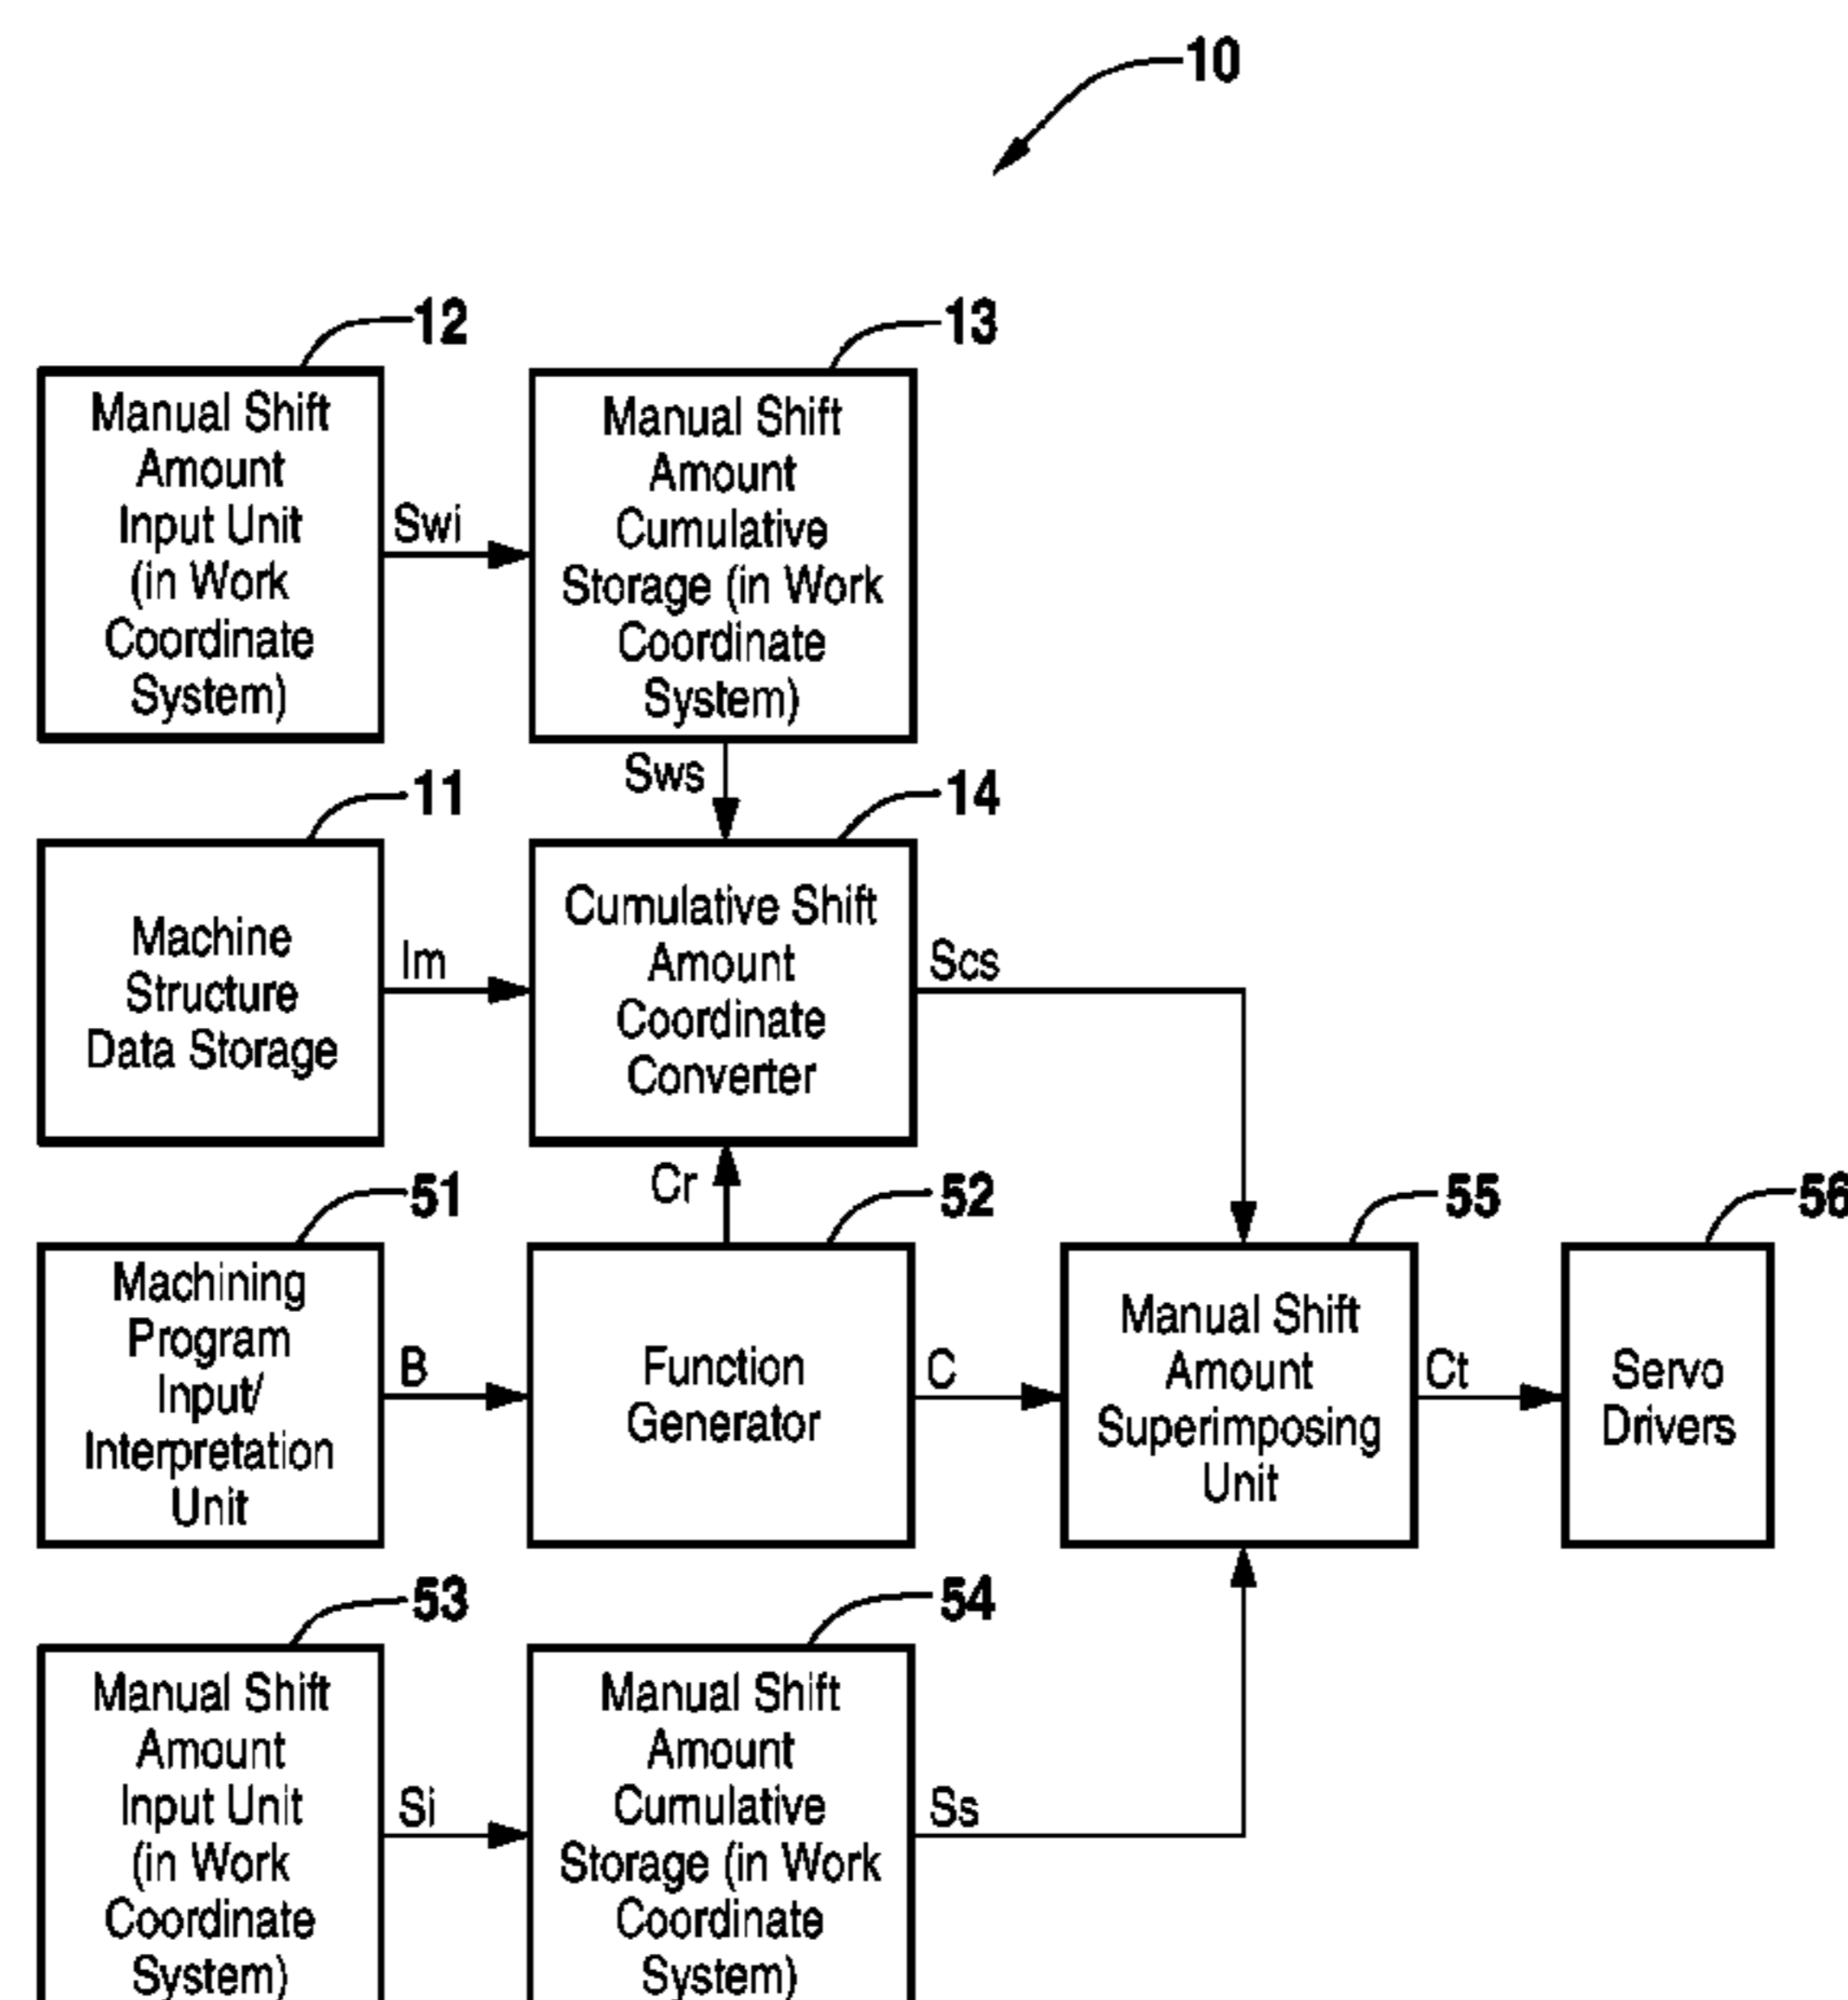 10
12
Manual Shift
Amount
Input Unit
(in Work
Coordinate
System)
Swi
13
Manual Shift
Amount
Cumulative
Storage (in Work
Coordinate
System)
Sws
11
Machine
Structure
Data Storage
Im
14
Cumulative Shift
Amount
Coordinate
Converter
Scs
Cr
51
Machining
Program
Input/
Interpretation
Unit
B
52
Function
Generator
C
55
Manual Shift
Amount
Superimposing
Unit
Ct
56
Servo
Drivers
53
Manual Shift
Amount
Input Unit
(in Work
Coordinate
System)
Si
54
Manual Shift
Amount
Cumulative
Storage (in Work
Coordinate
System)
Ss